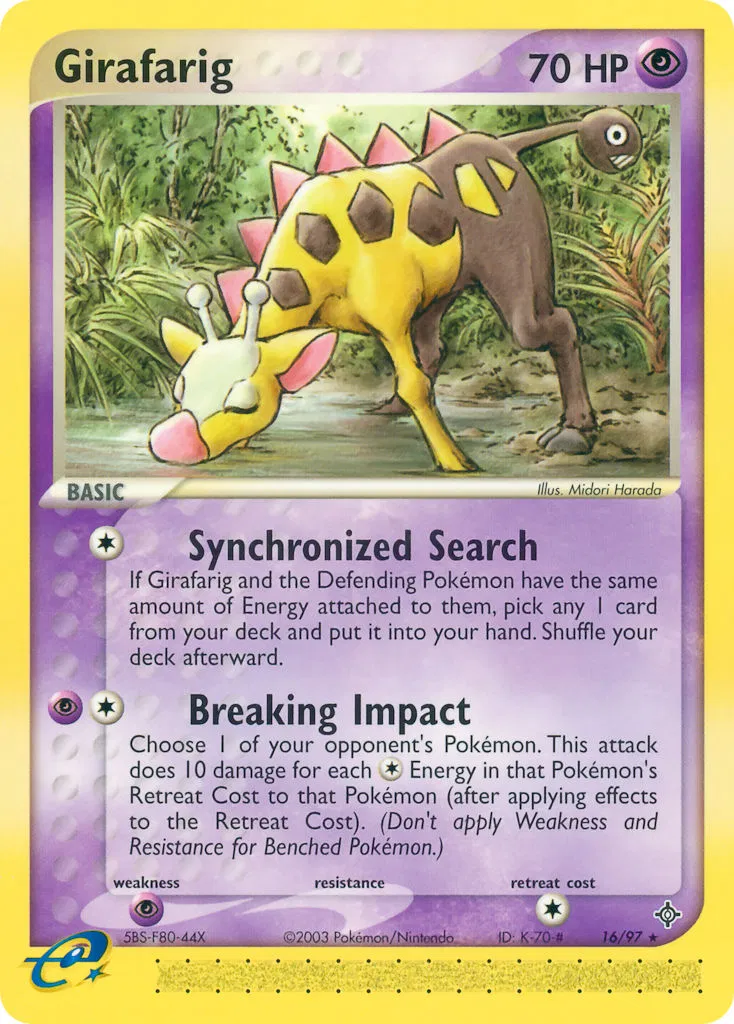 Girafarig 70 HP
BASIC
Illus. Midori Harada
Synchronized Search
If Girafarig and the Defending Pokémon have the same
amount of Energy attached to them, pick any 1 card
from your deck and put it into your hand. Shuffle your
deck afterward.
Breaking Impact
Choose 1 of your opponent's Pokémon. This attack
does 10 damage for each Energy in that Pokémon's
Retreat Cost to that Pokémon (after applying effects
to the Retreat Cost). (Don't apply Weakness and
Resistance for Benched Pokémon.)
weakness resistance retreat cost
5BS-F80-44X ©2003 Pokémon/Nintendo ID: K-70-# 16/97 ★
e